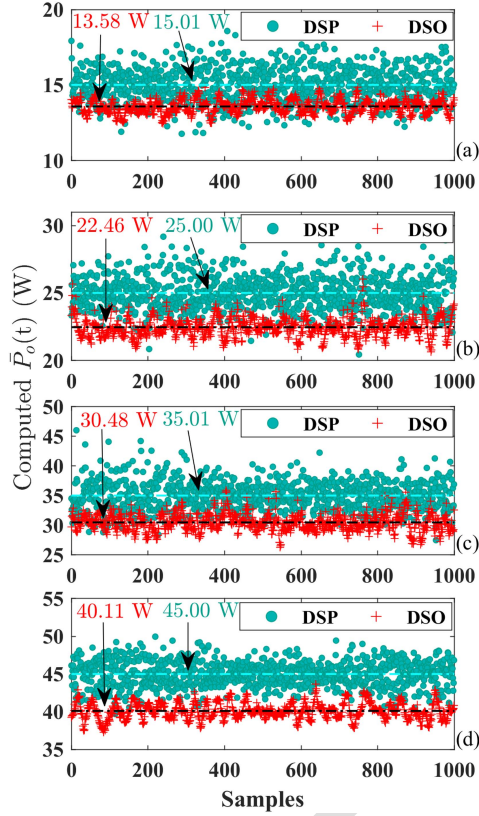 20
13.58 W 15.01 W DSP DSO
15
10
0 200 400 600 800 1000
(a)
30
22.46 W 25.00 W DSP DSO
25
20
0 200 400 600 800 1000
(b)
50
30.48 W 35.01 W DSP DSO
45
40
35
30
25
0 200 400 600 800 1000
(c)
55
40.11 W 45.00 W DSP DSO
50
45
40
35
0 200 400 600 800 1000
(d)
Computed P̄ₒ(t) (W)
Samples